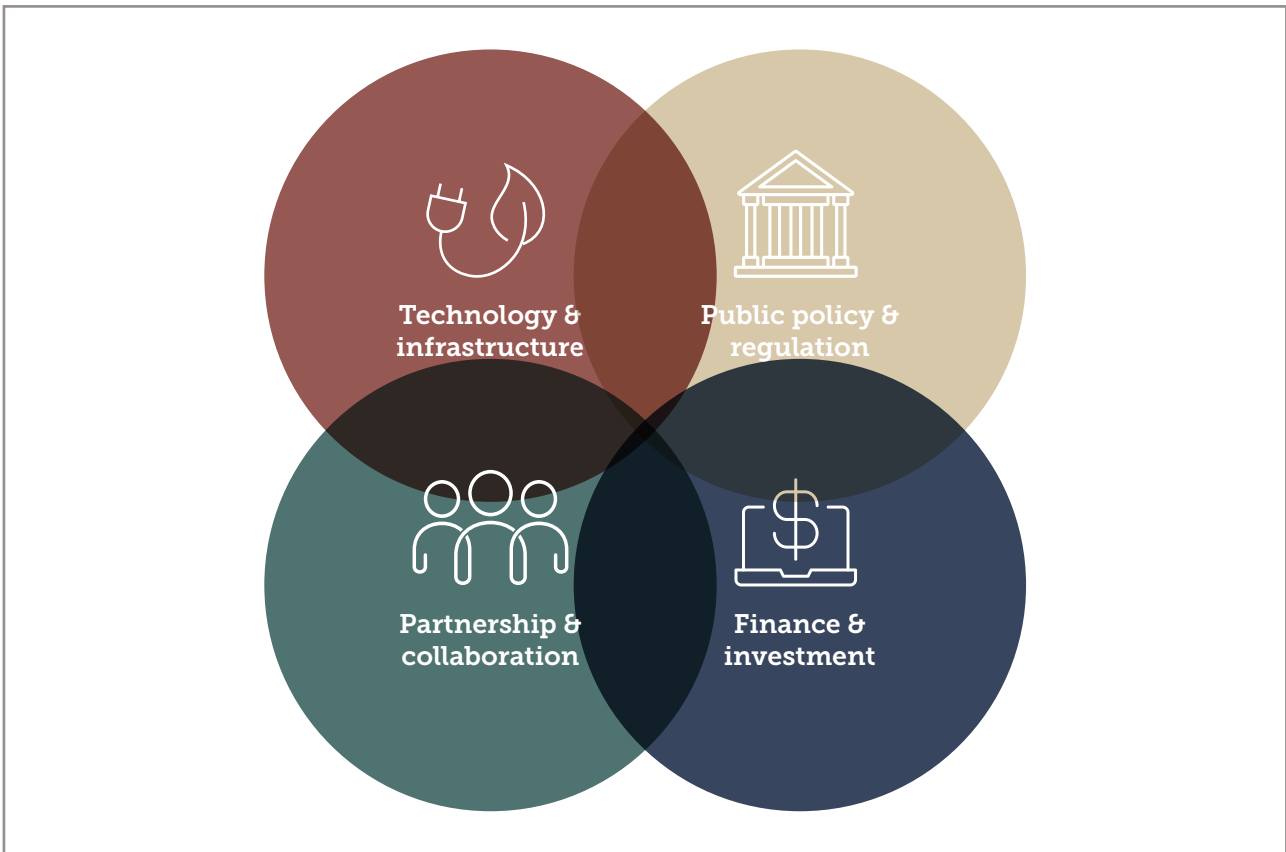 Technology &
infrastructure
Public policy &
regulation
Partnership &
collaboration
Finance &
investment